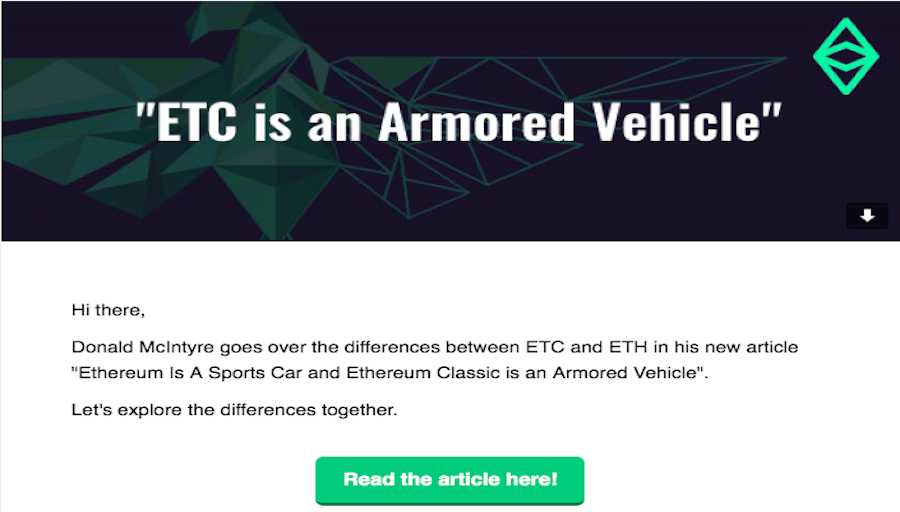 "ETC is an Armored Vehicle"
Hi there,
Donald McIntyre goes over the differences between ETC and ETH in his new article
"Ethereum Is A Sports Car and Ethereum Classic is an Armored Vehicle".
Let's explore the differences together.
Read the article here!